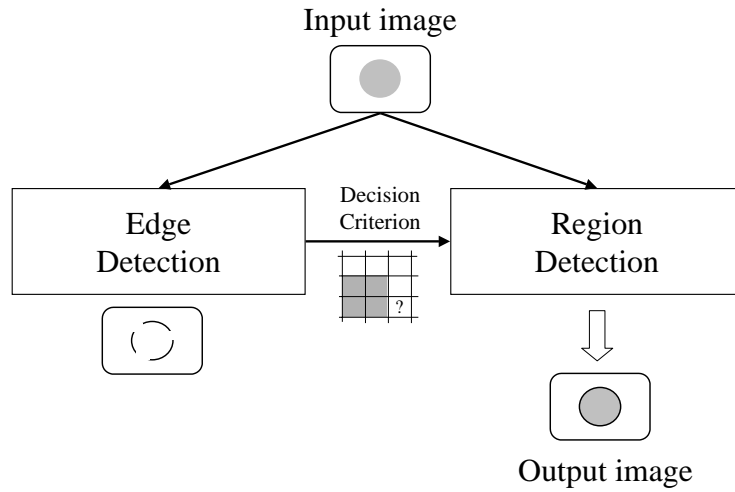 Input image
Edge
Detection
Decision
Criterion
?
Region
Detection
Output image